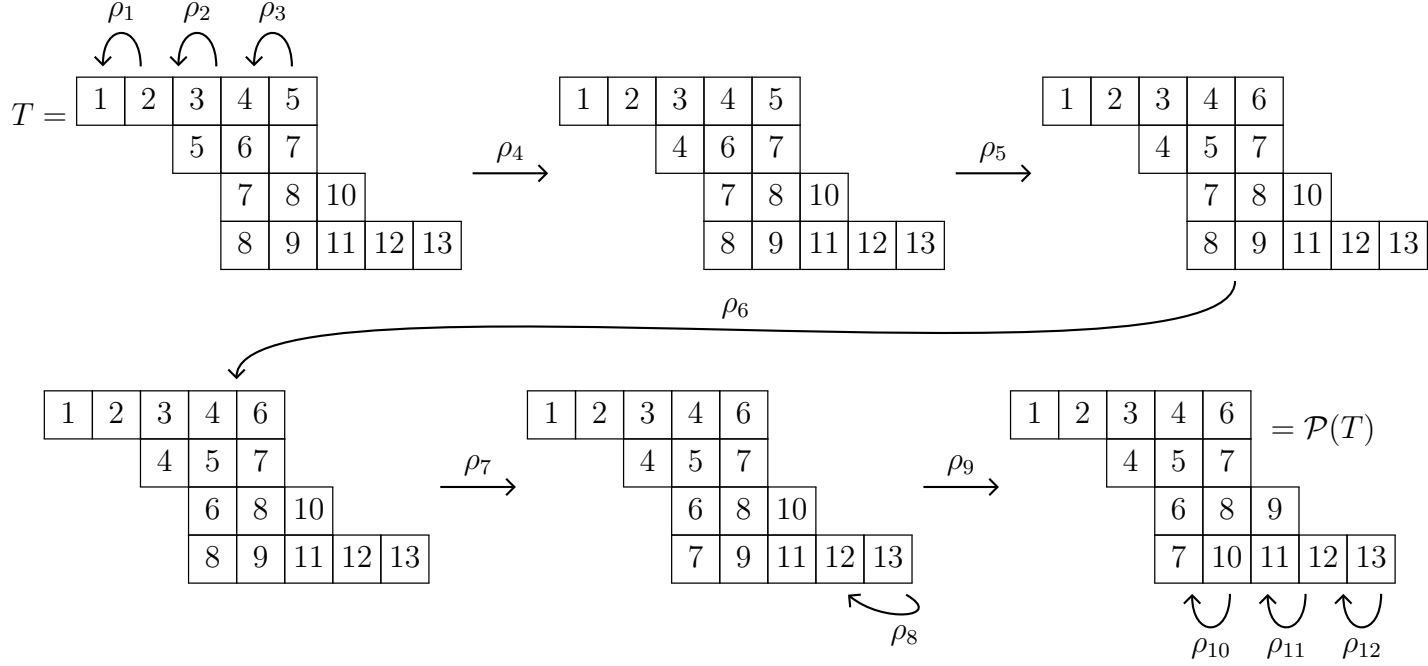 ρ₁ ρ₂ ρ₃
T = 1 2 3 4 5 1 2 3 4 5 1 2 3 4 6
5 6 7 ρ₄ 4 6 7 ρ₅ 4 5 7
7 8 10 7 8 10 7 8 10
8 9 11 12 13 8 9 11 12 13 8 9 11 12 13
ρ₆
1 2 3 4 6 1 2 3 4 6 1 2 3 4 6 = 𝒫(T)
4 5 7 ρ₇ 4 5 7 ρ₉ 4 5 7
6 8 10 6 8 10 6 8 9
8 9 11 12 13 7 9 11 12 13 7 10 11 12 13
ρ₈ ρ₁₀ ρ₁₁ ρ₁₂